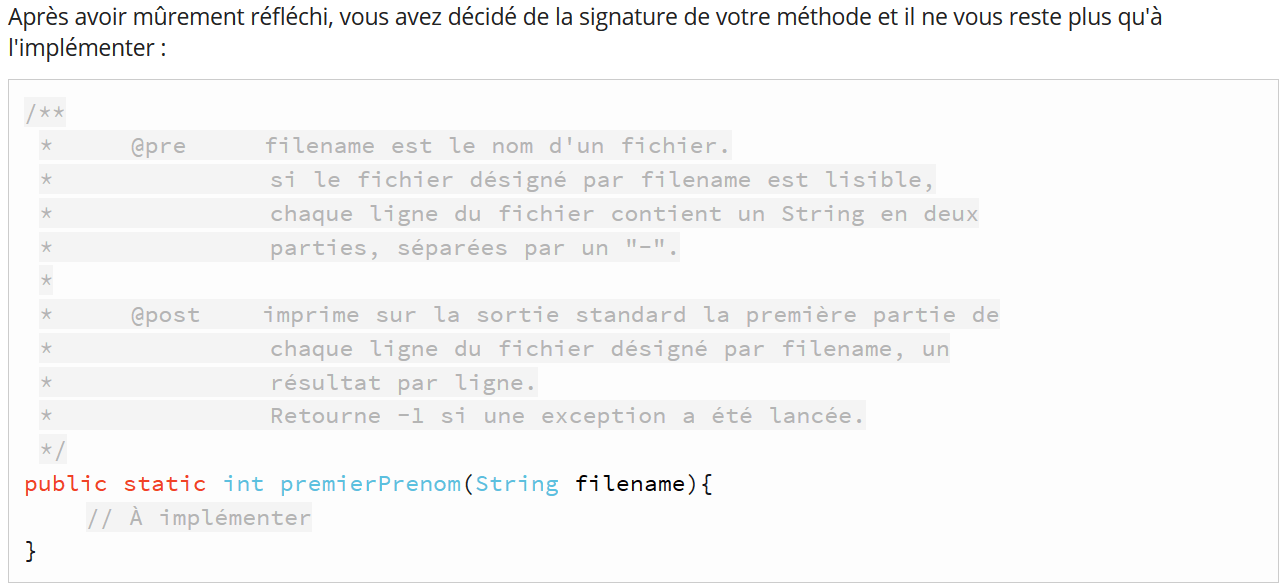 Après avoir mûrement réfléchi, vous avez décidé de la signature de votre méthode et il ne vous reste plus qu'à
l'implémenter :
/**
*     @pre     filename est le nom d'un fichier.
*              si le fichier désigné par filename est lisible,
*              chaque ligne du fichier contient un String en deux
*              parties, séparées par un "-".
*
*     @post    imprime sur la sortie standard la première partie de
*              chaque ligne du fichier désigné par filename, un
*              résultat par ligne.
*              Retourne -1 si une exception a été lancée.
*/
public static int premierPrenom(String filename){
    // À implémenter
}